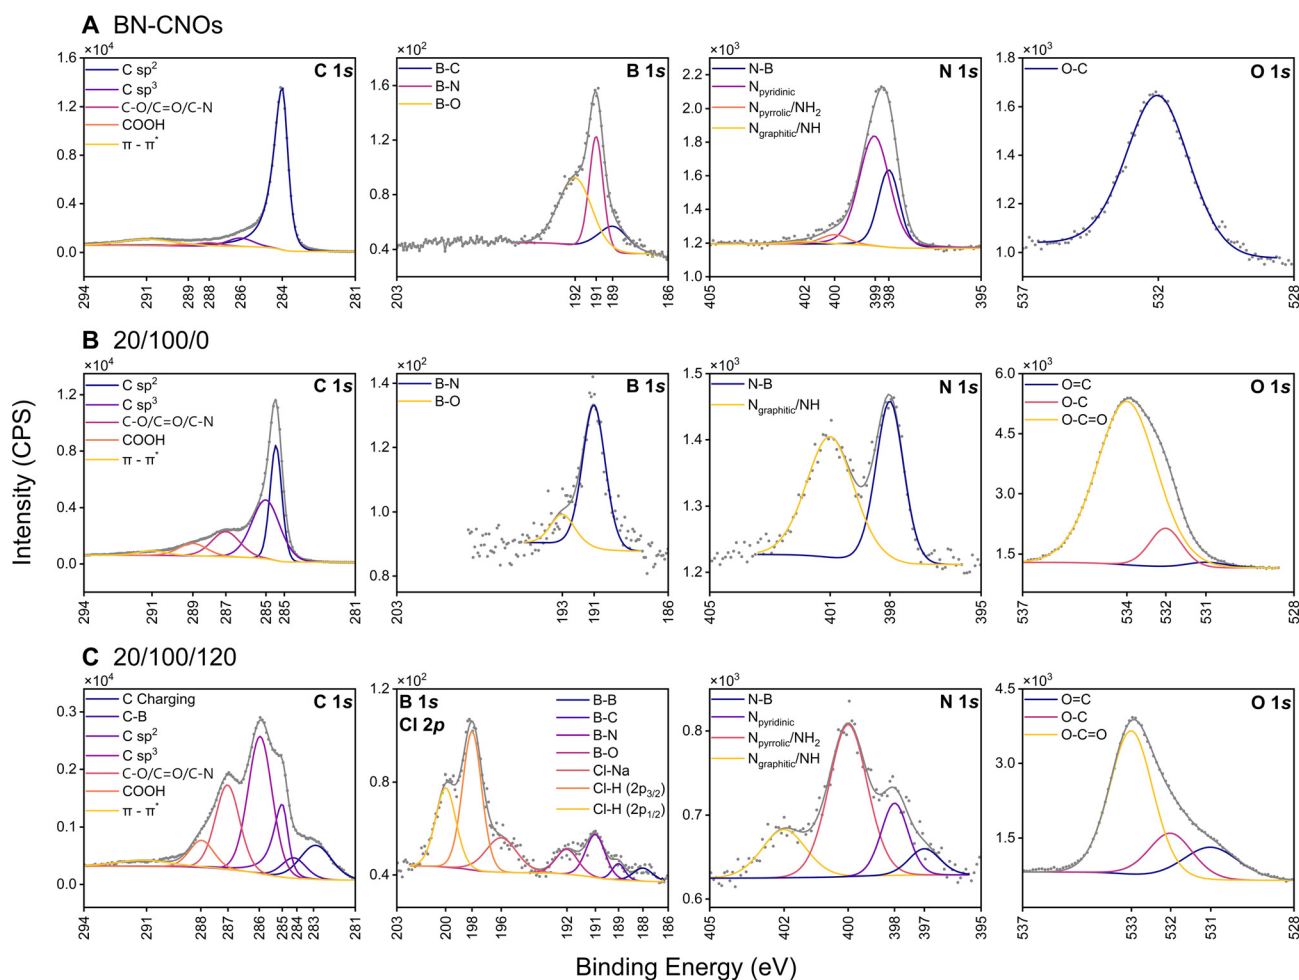 A BN-CNOs
×10⁴
C 1s
C sp²
C sp³
C-O/C=O/C-N
COOH
π - π*
1.6
1.2
0.8
0.4
0.0
294
291
289
288
286
284
281
×10²
B 1s
B-C
B-N
B-O
1.6
1.2
0.8
0.4
203
192
191
189
186
×10³
N 1s
N-B
Npyridinic
Npyrrolic/NH₂
Ngraphitic/NH
2.2
2.0
1.8
1.6
1.4
1.2
1.0
405
402
400
399
398
395
×10³
O 1s
O-C
1.8
1.6
1.4
1.2
1.0
537
532
528
B 20/100/0
×10⁴
C 1s
C sp²
C sp³
C-O/C=O/C-N
COOH
π - π*
1.2
0.8
0.4
0.0
294
291
289
287
285
285
281
×10²
B 1s
B-N
B-O
1.4
1.2
1.0
0.8
203
193
191
186
×10³
N 1s
N-B
Ngraphitic/NH
1.5
1.4
1.3
1.2
405
401
398
395
×10³
O 1s
O=C
O-C
O-C=O
6.0
4.5
3.0
1.5
537
534
532
531
528
C 20/100/120
×10⁴
C 1s
C Charging
C-B
C sp²
C sp³
C-O/C=O/C-N
COOH
π - π*
0.3
0.2
0.1
0.0
294
288
287
286
285
284
283
281
×10²
B 1s
Cl 2p
B-B
B-C
B-N
B-O
Cl-Na
Cl-H (2p3/2)
Cl-H (2p1/2)
1.2
0.8
0.4
203
200
198
196
192
191
189
188
186
×10³
N 1s
N-B
Npyridinic
Npyrrolic/NH₂
Ngraphitic/NH
0.8
0.7
0.6
405
402
400
398
397
395
×10³
O 1s
O=C
O-C
O-C=O
4.5
3.0
1.5
537
533
532
531
528
Intensity (CPS)
Binding Energy (eV)